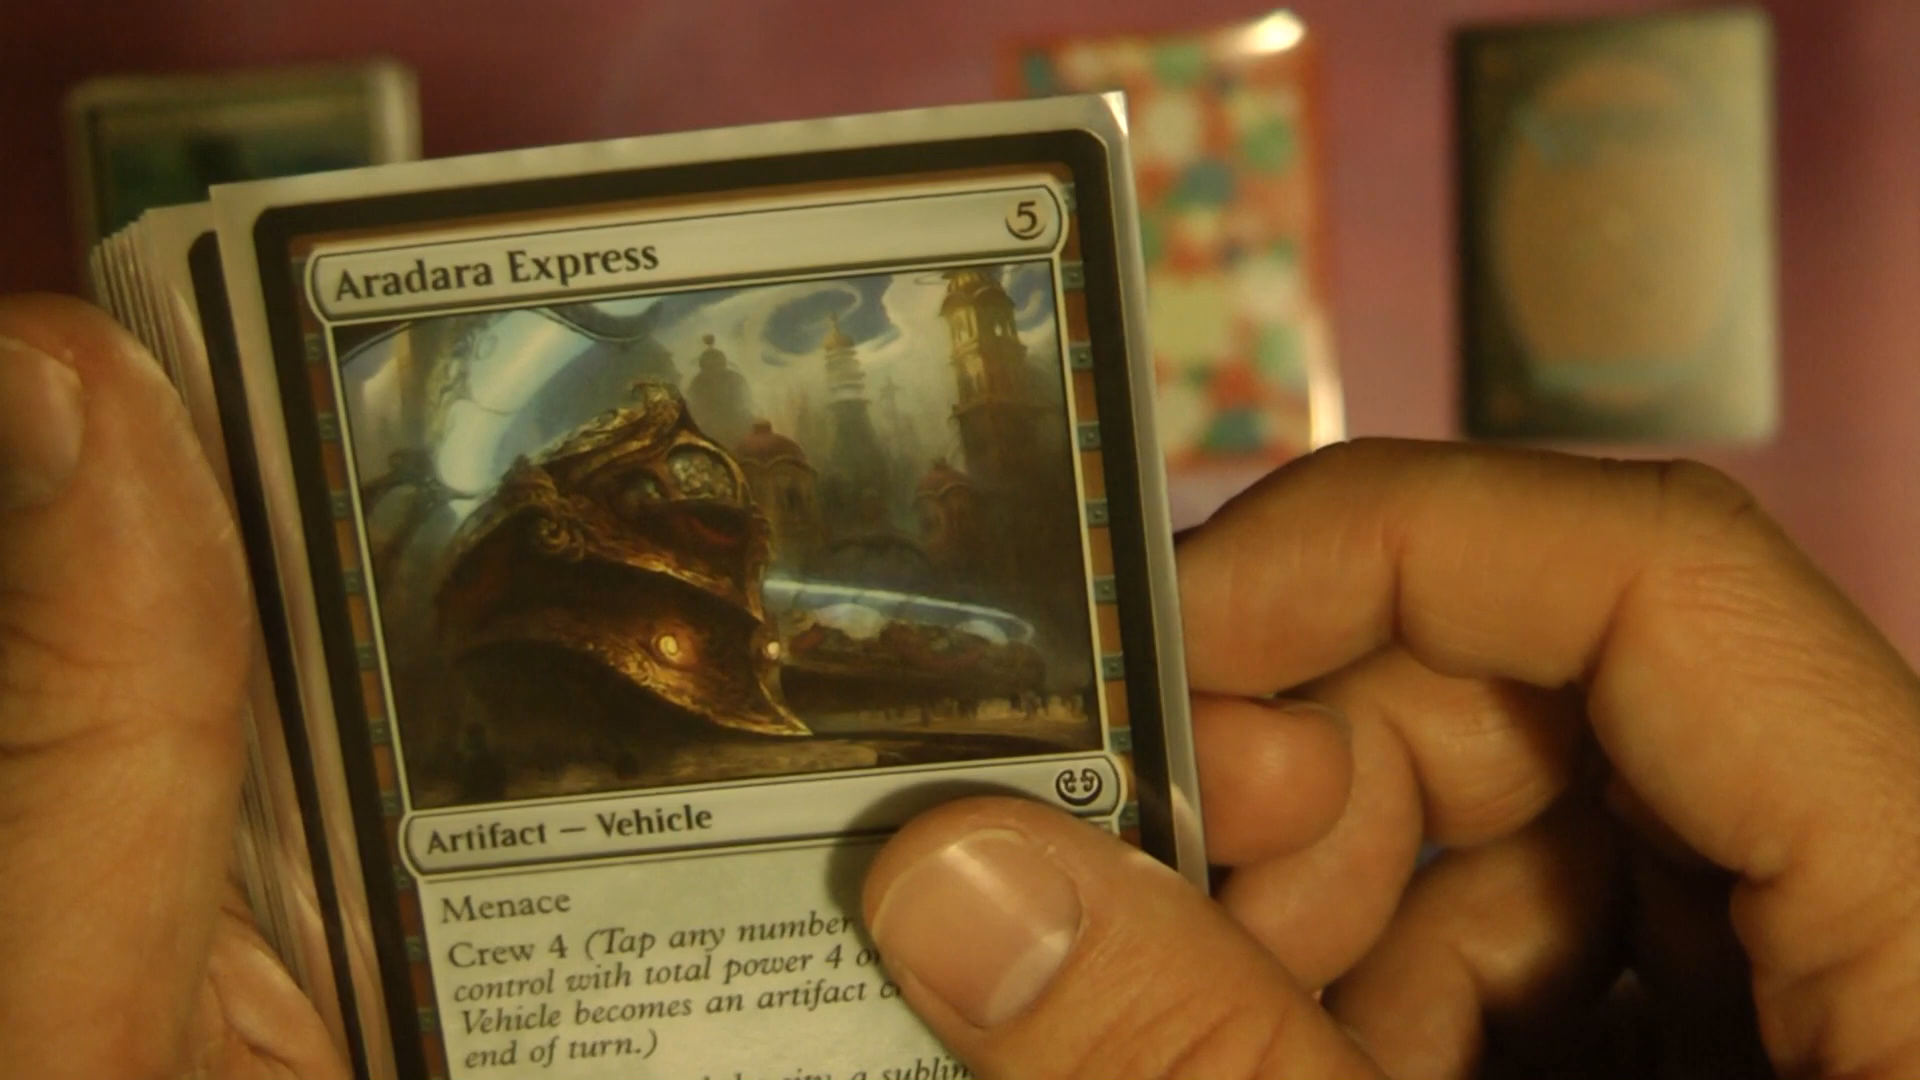 Aradara Express 5
Artifact — Vehicle
Menace
Crew 4 (Tap any number
control with total power 4
Vehicle becomes an artifact
end of turn.)
city, a